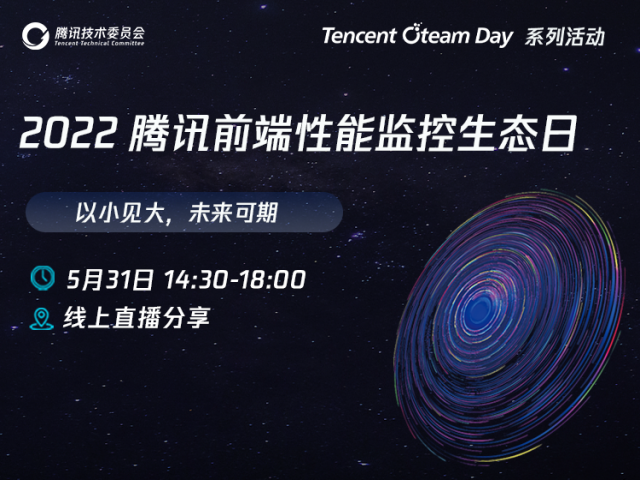 腾讯技术委员会
Tencent Technical Committee
Tencent Oteam Day 系列活动
2022 腾讯前端性能监控生态日
以小见大，未来可期
5月31日 14:30-18:00
线上直播分享